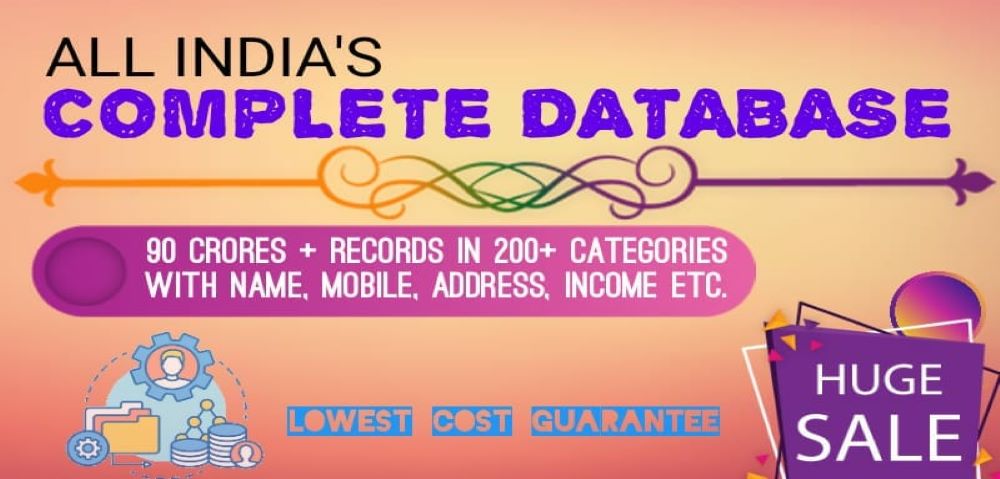 ALL INDIA'S
COMPLETE DATABASE
90 CRORES + RECORDS IN 200+ CATEGORIES
WITH NAME, MOBILE, ADDRESS, INCOME ETC.
LOWEST COST GUARANTEE
HUGE
SALE